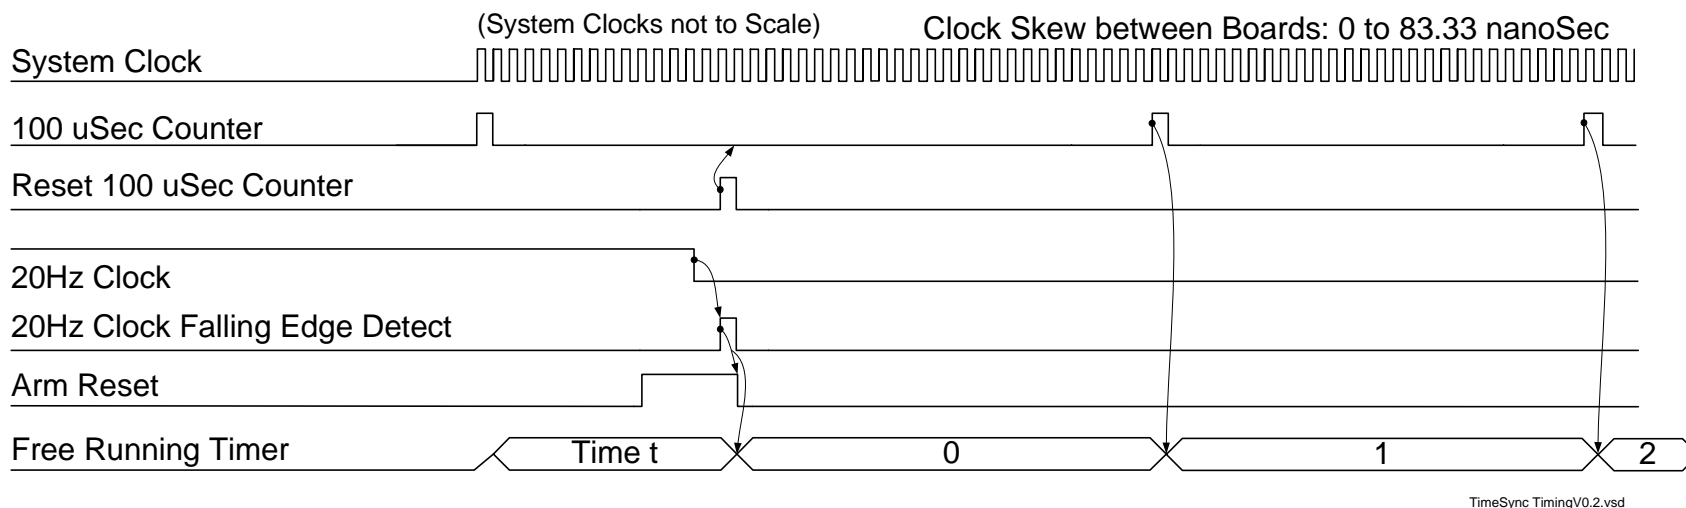 (System Clocks not to Scale) Clock Skew between Boards: 0 to 83.33 nanoSec
System Clock
100 uSec Counter
Reset 100 uSec Counter
20Hz Clock
20Hz Clock Falling Edge Detect
Arm Reset
Free Running Timer Time t 0 1 2
TimeSync TimingV0.2.vsd